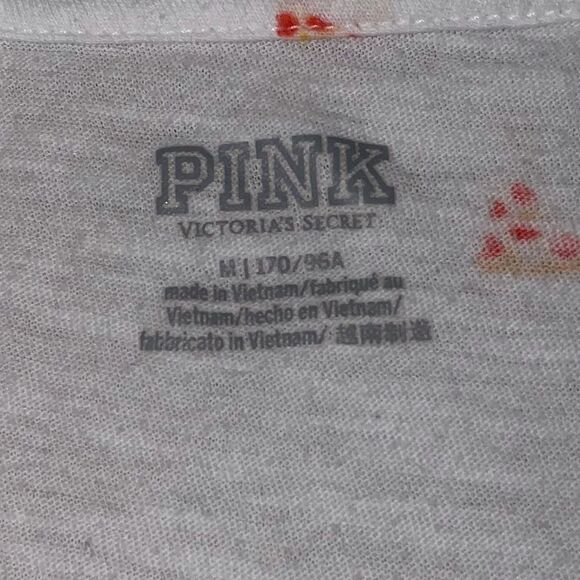 PINK
VICTORIA'S SECRET
M | 170/96A
made in Vietnam/fabriqué au
Vietnam/hecho en Vietnam/
fabbricato in Vietnam/ 越南制造